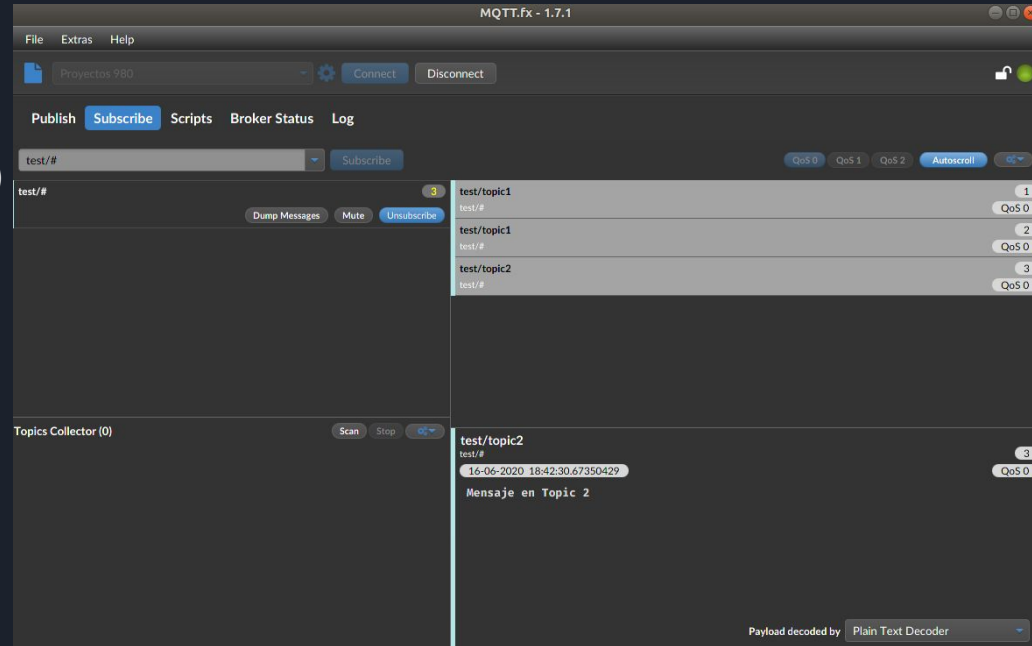 MQTT.fx - 1.7.1
File Extras Help
Proyectos 980 Connect Disconnect
Publish Subscribe Scripts Broker Status Log
test/# Subscribe QoS 0 QoS 1 QoS 2 Autoscroll
test/# 3
Dump Messages Mute Unsubscribe
test/topic1 1
test/# QoS 0
test/topic1 2
test/# QoS 0
test/topic2 3
test/# QoS 0
Topics Collector (0) Scan Stop
test/topic2
test/# 3
16-06-2020 18:42:30.67350429 QoS 0
Mensaje en Topic 2
Payload decoded by Plain Text Decoder